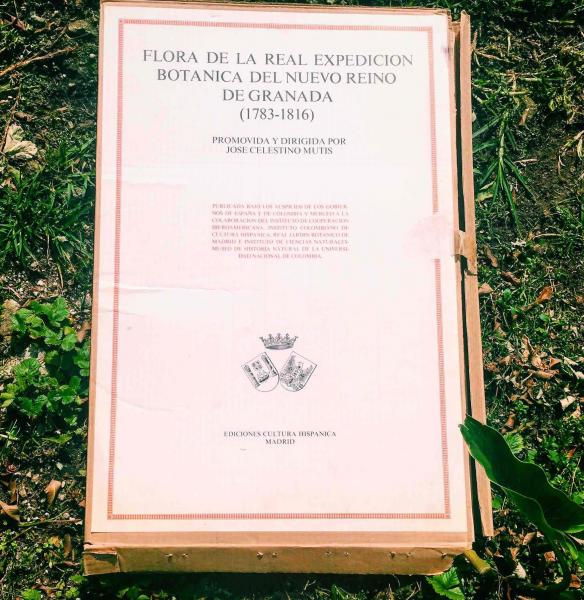 FLORA DE LA REAL EXPEDICION
BOTANICA DEL NUEVO REINO
DE GRANADA
(1783-1816)
PROMOVIDA Y DIRIGIDA POR
JOSE CELESTINO MUTIS
PUBLICADA BAJO LOS AUSPICIOS DE LOS GOBIER-
NOS DE ESPAÑA Y DE COLOMBIA Y MERCED A LA
COLABORACION DEL INSTITUTO DE COOPERACION
IBEROAMERICANA, INSTITUTO COLOMBIANO DE
CULTURA HISPANICA, REAL JARDIN BOTANICO DE
MADRID E INSTITUTO DE CIENCIAS NATURALES-
MUSEO DE HISTORIA NATURAL DE LA UNIVERSI-
DAD NACIONAL DE COLOMBIA.
EDICIONES CULTURA HISPANICA
MADRID